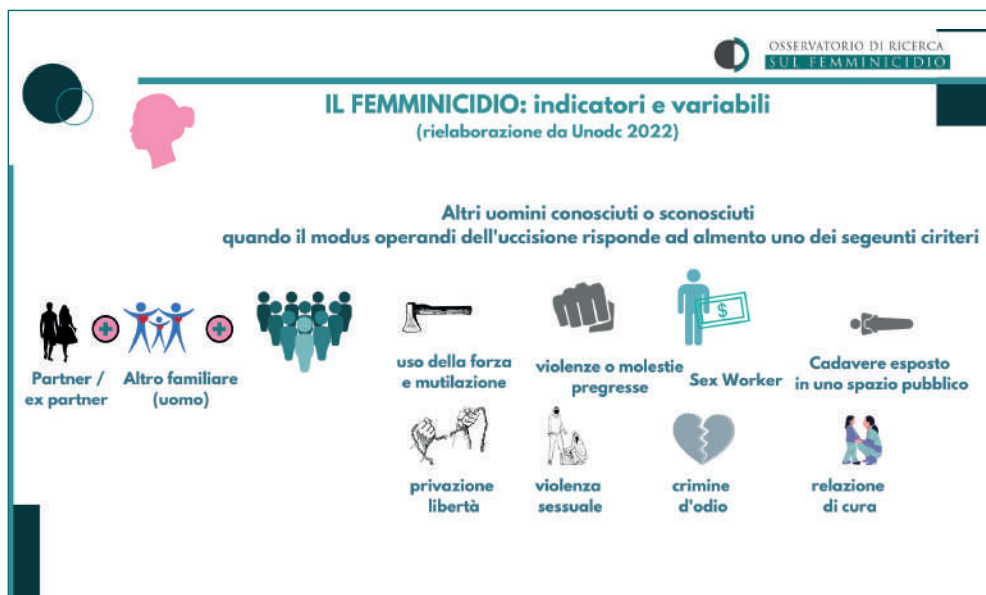 OSSERVATORIO DI RICERCA
SUL FEMMINICIDIO
IL FEMMINICIDIO: indicatori e variabili
(rielaborazione da Unodc 2022)
Altri uomini conosciuti o sconosciuti
quando il modus operandi dell'uccisione risponde ad almento uno dei segeunti ciriteri
Partner /
ex partner
Altro familiare
(uomo)
uso della forza
e mutilazione
violenze o molestie
pregresse
$
Sex Worker
Cadavere esposto
in uno spazio pubblico
privazione
libertà
violenza
sessuale
crimine
d'odio
relazione
di cura